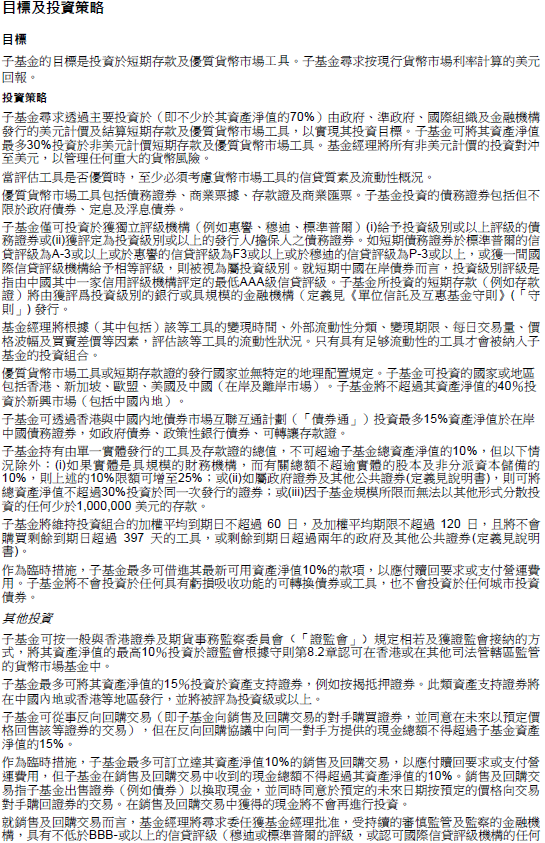 目標及投資策略
目標
子基金的目標是投資於短期存款及優質貨幣市場工具。子基金尋求按現行貨幣市場利率計算的美元
回報。
投資策略
子基金尋求透過主要投資於（即不少於其資產淨值的70%）由政府、準政府、國際組織及金融機構
發行的美元計價及結算短期存款及優質貨幣市場工具，以實現其投資目標。子基金可將其資產淨值
最多30%投資於非美元計價短期存款及優質貨幣市場工具。基金經理將所有非美元計價的投資對沖
至美元，以管理任何重大的貨幣風險。
當評估工具是否優質時，至少必須考慮貨幣市場工具的信貸質素及流動性概況。
優質貨幣市場工具包括債務證券、商業票據、存款證及商業匯票。子基金投資的債務證券包括但不
限於政府債券、定息及浮息債券。
子基金僅可投資於獲獨立評級機構（例如惠譽、穆迪、標準普爾）(i)給予投資級別或以上評級的債
務證券或(ii)獲評定為投資級別或以上的發行人/擔保人之債務證券。如短期債務證券於標準普爾的信
貸評級為A-3或以上或於惠譽的信貸評級為F3或以上或於穆迪的信貸評級為P-3或以上，或獲一間國
際信貸評級機構給予相等評級，則被視為屬投資級別。就短期中國在岸債券而言，投資級別評級是
指由中國其中一家信用評級機構評定的最低AAA級信貸評級。子基金所投資的短期存款（例如存款
證）將由獲評爲投資級別的銀行或具規模的金融機構（定義見《單位信託及互惠基金守則》(「守
則」) 發行。
基金經理將根據（其中包括）該等工具的變現時間、外部流動性分類、變現期限、每日交易量、價
格波幅及買賣差價等因素，評估該等工具的流動性狀況。只有具有足够流動性的工具才會被納入子
基金的投資組合。
優質貨幣市場工具或短期存款證的發行國家並無特定的地理配置規定。子基金可投資的國家或地區
包括香港、新加坡、歐盟、美國及中國（在岸及離岸市場）。子基金將不超過其資產淨值的40％投
資於新興市場（包括中國內地）。
子基金可透過香港與中國內地債券市場互聯互通計劃（「債券通」）投資最多15%資產淨值於在岸
中國債務證券，如政府債券、政策性銀行債券、可轉讓存款證。
子基金持有由單一實體發行的工具及存款證的總值，不可超逾子基金總資產淨值的10%，但以下情
況除外：(i)如果實體是具規模的財務機構，而有關總額不超逾實體的股本及非分派資本儲備的
10%，則上述的10%限額可增至25%；或(ii)如屬政府證券及其他公共證券(定義見說明書)，則可將
總資產淨值不超過30%投資於同一次發行的證券；或(iii)因子基金規模所限而無法以其他形式分散投
資的任何少於1,000,000 美元的存款。
子基金將維持投資組合的加權平均到期日不超過 60 日，及加權平均期限不超過 120 日，且將不會
購買剩餘到期日超過 397 天的工具，或剩餘到期日超過兩年的政府及其他公共證券(定義見說明
書)。
作為臨時措施，子基金最多可借進其最新可用資產淨值10%的款項，以應付贖回要求或支付營運費
用。子基金將不會投資於任何具有虧損吸收功能的可轉換債券或工具，也不會投資於任何城市投資
債券。
其他投資
子基金可按一般與香港證券及期貨事務監察委員會（「證監會」）規定相若及獲證監會接納的方
式，將其資產淨值的最高10%投資於證監會根據守則第8.2章認可在香港或在其他司法管轄區監管
的貨幣市場基金中。
子基金最多可將其資產淨值的15%投資於資產支持證券，例如按揭抵押證券。此類資產支持證券將
在中國內地或香港等地區發行，並將被評為投資級或以上。
子基金可從事反向回購交易（即子基金向銷售及回購交易的對手購買證券，並同意在未來以預定價
格回售該等證券的交易），但在反向回購協議中向同一對手方提供的現金總額不得超過子基金資產
淨值的15%。
作為臨時措施，子基金最多可訂立達其資產淨值10%的銷售及回購交易，以應付贖回要求或支付營
運費用，但子基金在銷售及回購交易中收到的現金總額不得超過其資產淨值的10%。銷售及回購交
易指子基金出售證券（例如債券）以換取現金，並同時同意於預定的未來日期按預定的價格向交易
對手購回證券的交易。在銷售及回購交易中獲得的現金將不會再進行投資。
就銷售及回購交易而言，基金經理將尋求委任獲基金經理批准，受持續的審慎監管及監察的金融機
構，具有不低於BBB-或以上的信貸評級（穆迪或標準普爾的評級，或認可國際信貸評級機構的任何